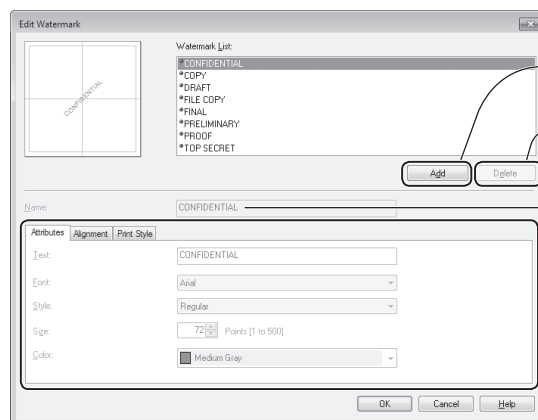 Edit Watermark
CONFIDENTIAL
Watermark List:
*CONFIDENTIAL
*COPY
*DRAFT
*FILE COPY
*FINAL
*PRELIMINARY
*PROOF
*TOP SECRET
Add Delete
Name: CONFIDENTIAL
Attributes Alignment Print Style
Text: CONFIDENTIAL
Font: Arial
Style: Regular
Size: 72 Points [1 to 500]
Color: Medium Gray
OK Cancel Help